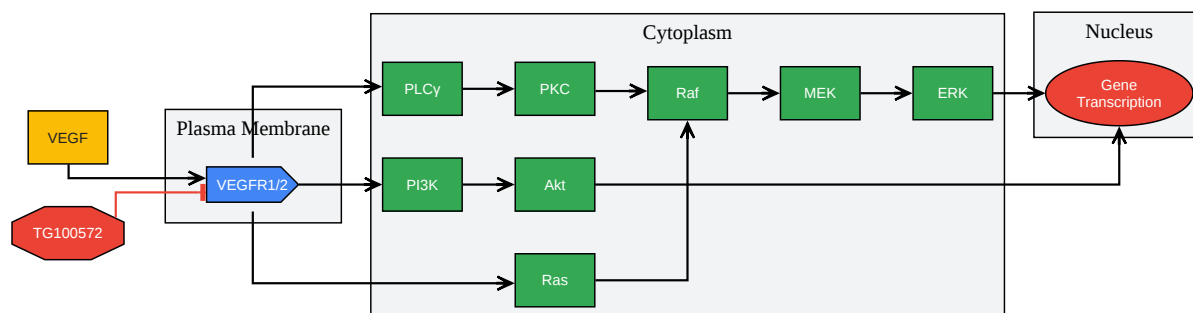 Cytoplasm
Nucleus
PLCγ
PKC
Raf
MEK
ERK
Gene
Transcription
VEGF
Plasma Membrane
VEGFR1/2
PI3K
Akt
TG100572
Ras